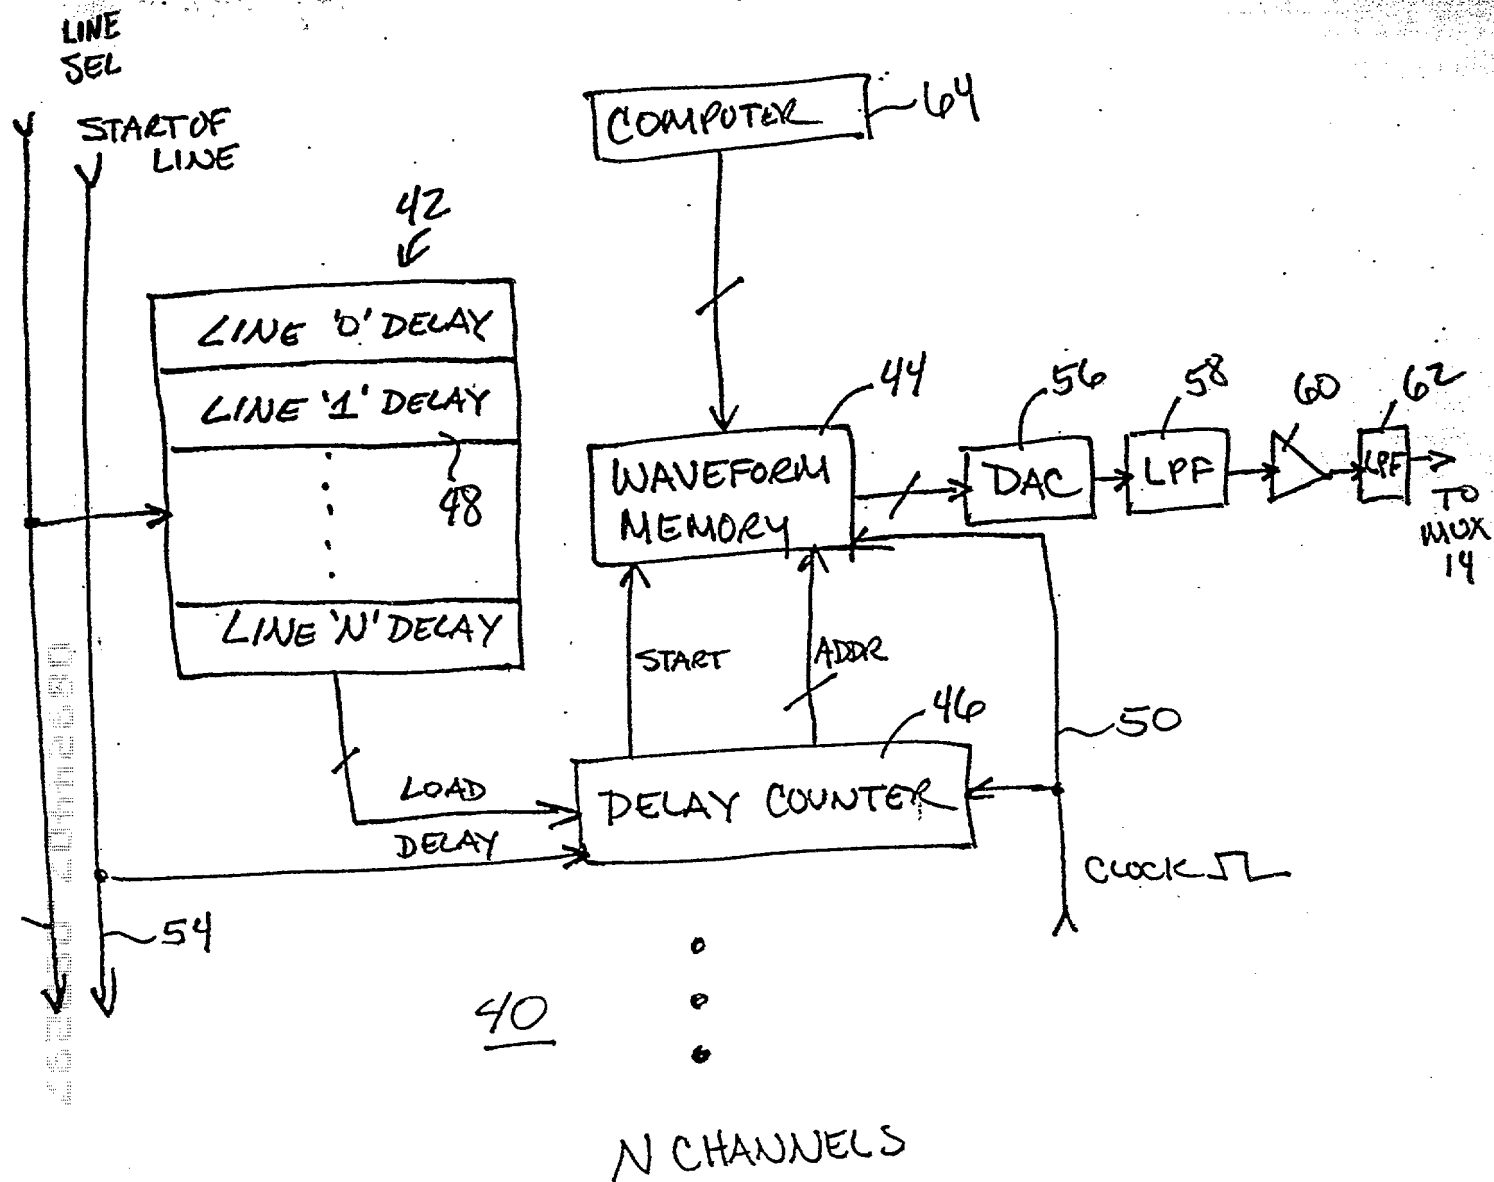 LINE
SEL
START OF
LINE
COMPUTER
64
42
LINE '0' DELAY
LINE '1' DELAY
48
LINE 'N' DELAY
44
WAVEFORM
MEMORY
56
DAC
58
LPF
60
62
LPF
TO
MUX
14
START
ADDR
46
50
LOAD
DELAY
DELAY COUNTER
CLOCK
54
40
N CHANNELS